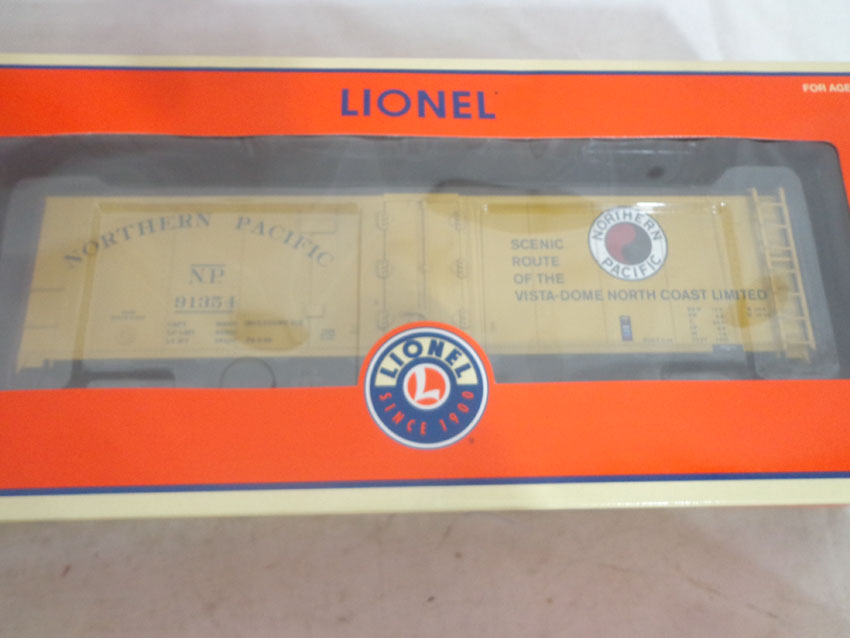 LIONEL
FOR AGE
NORTHERN PACIFIC
N.P.
91354
SCENIC
ROUTE
OF THE
VISTA-DOME NORTH COAST LIMITED
NORTHERN
PACIFIC
LIONEL
L
SINCE 1900